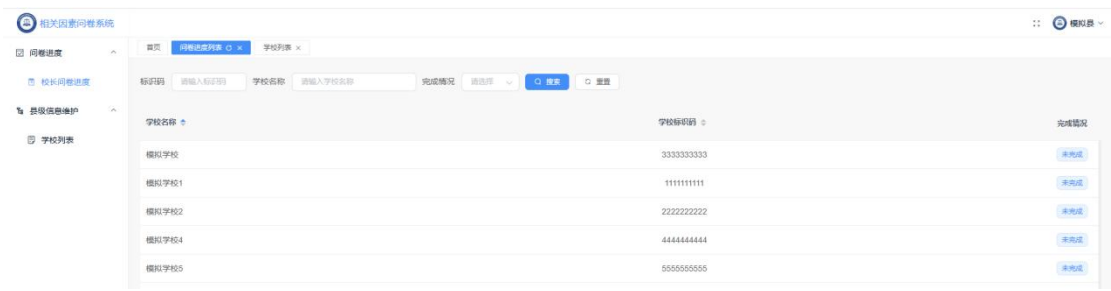 相关因素问卷系统
模拟县
问卷进度
首页 问卷进度列表 学校列表
校长问卷进度
标识码 请输入标识码 学校名称 请输入学校名称 完成情况 请选择 搜索 重置
县级信息维护
学校列表
学校名称 学校标识码 完成情况
模拟学校 3333333333 未完成
模拟学校1 1111111111 未完成
模拟学校2 2222222222 未完成
模拟学校4 4444444444 未完成
模拟学校5 5555555555 未完成